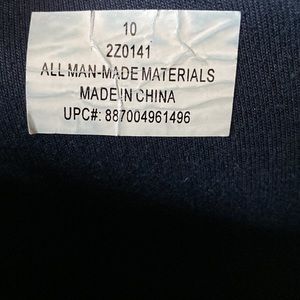 10
2Z0141
ALL MAN-MADE MATERIALS
MADE IN CHINA
UPC#: 887004961496